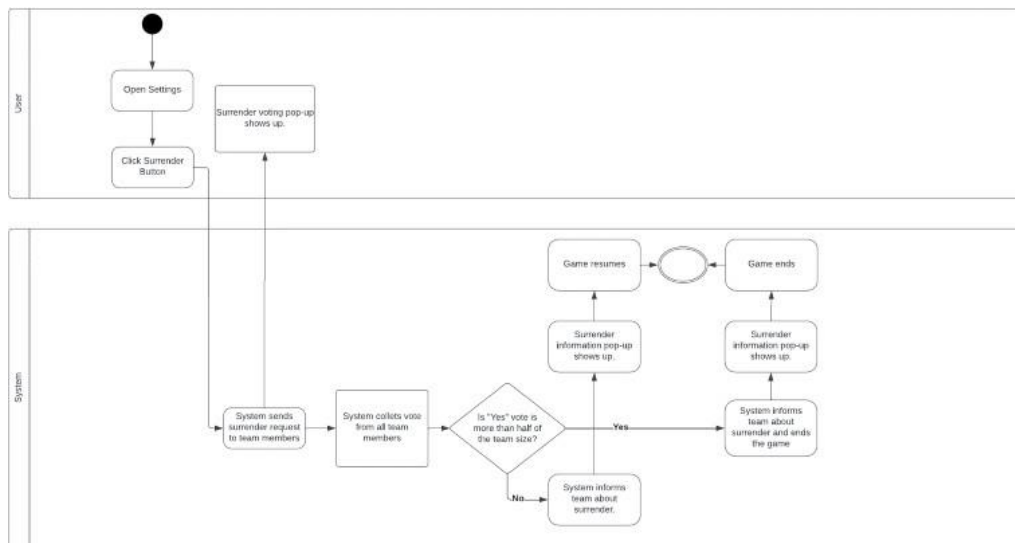 User
Open Settings
Click Surrender
Button
Surrender voting pop-up
shows up.
System
System sends
surrender request
to team members
System collets vote
from all team
members
Is "Yes" vote is
more than half of
the team size?
Yes
No
System informs
team about
surrender.
Surrender
information pop-up
shows up.
Game resumes
System informs
team about
surrender and ends
the game
Surrender
information pop-up
shows up.
Game ends